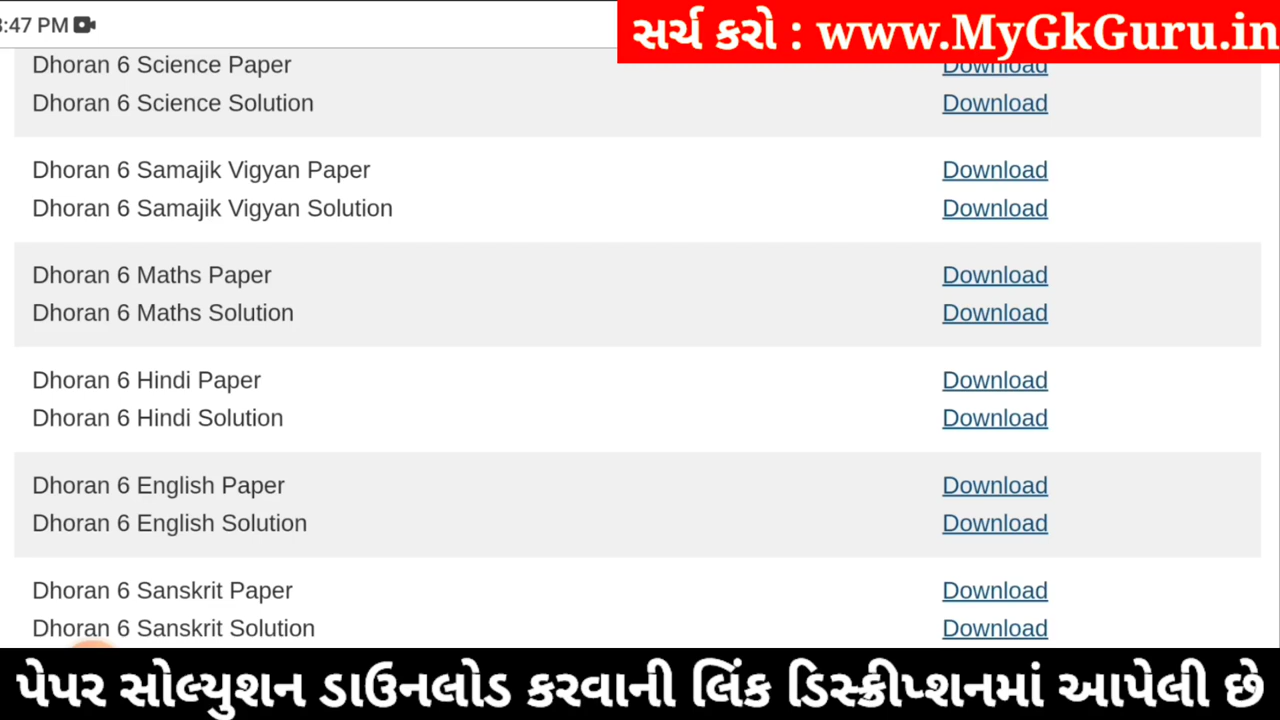 :47 PM
સર્ચ કરો : www.MyGkGuru.in
Dhoran 6 Science Paper Download
Dhoran 6 Science Solution Download
Dhoran 6 Samajik Vigyan Paper Download
Dhoran 6 Samajik Vigyan Solution Download
Dhoran 6 Maths Paper Download
Dhoran 6 Maths Solution Download
Dhoran 6 Hindi Paper Download
Dhoran 6 Hindi Solution Download
Dhoran 6 English Paper Download
Dhoran 6 English Solution Download
Dhoran 6 Sanskrit Paper Download
Dhoran 6 Sanskrit Solution Download
પેપર સોલ્યુશન ડાઉનલોડ કરવાની લિંક ડિસ્ક્રીપ્શનમાં આપેલી છે